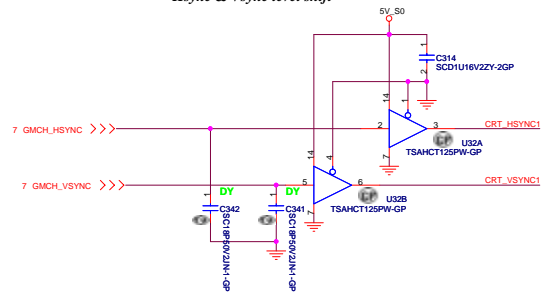 Hsync & Vsync level shift
5V_S0
1
C314
SCD1U16V2ZY-2GP
2
14
1
7 GMCH_HSYNC
2
3
CRT_HSYNC1
U32A
7
TSAHCT125PW-GP
14
4
7 GMCH_VSYNC
DY
DY
5
6
CRT_VSYNC1
U32B
7
TSAHCT125PW-GP
1
C342
SC18P50V2JN-1-GP
1
C341
SC18P50V2JN-1-GP